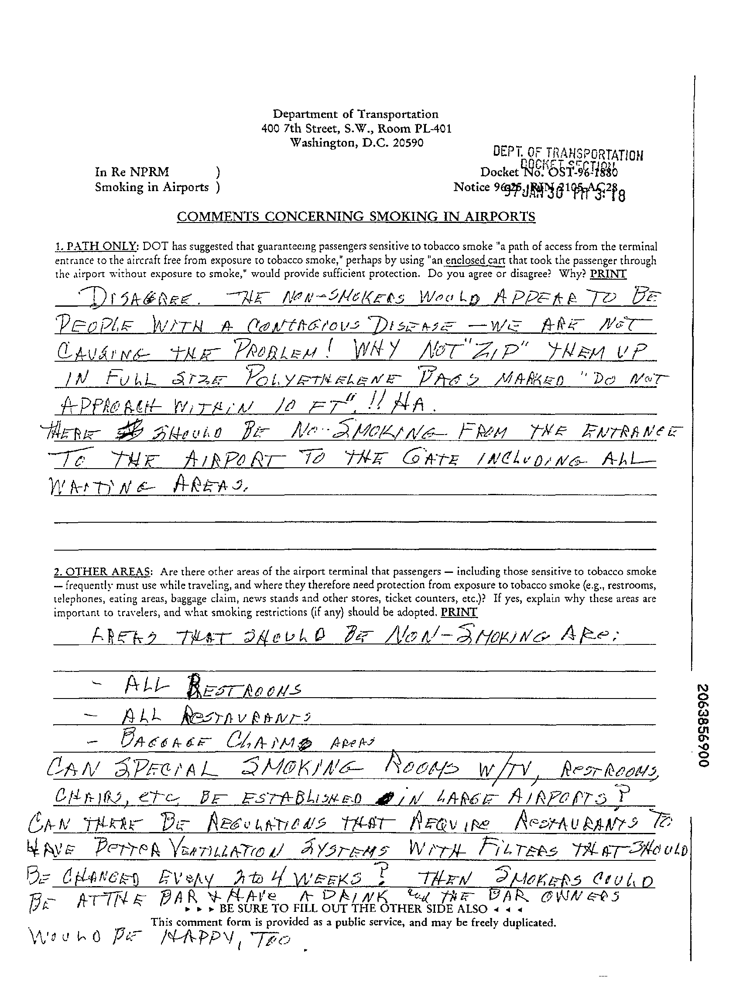 Department of Transportation
400 7th Street, S.W., Room PL-401
Washington, D.C. 20590
DEPT. OF TRANSPORTATION
DOCKET SECTION
In Re NPRM )
Docket No. OST-96-1880
Smoking in Airports )
Notice 96-
COMMENTS CONCERNING SMOKING IN AIRPORTS
1. PATH ONLY: DOT has suggested that guaranteeing passengers sensitive to tobacco smoke "a path of access from the terminal
entrance to the aircraft free from exposure to tobacco smoke," perhaps by using "an enclosed cart that took the passenger through
the airport without exposure to smoke," would provide sufficient protection. Do you agree or disagree? Why? PRINT
DISAGREE. THE NON-SMOKERS WOULD APPEAR TO BE
PEOPLE WITH A CONTAGIOUS DISEASE — WE ARE NOT
CAUSING THE PROBLEM! WHY NOT "ZIP" THEM UP
IN FULL SIZE POLYETHELENE BAGS MARKED "DO NOT
APPROACH WITHIN 10 FT". !! HA.
THERE SHOULD BE NO-SMOKING FROM THE ENTRANCE
TO THE AIRPORT TO THE GATE INCLUDING ALL
WAITING AREAS.
2. OTHER AREAS: Are there other areas of the airport terminal that passengers — including those sensitive to tobacco smoke
— frequently must use while traveling, and where they therefore need protection from exposure to tobacco smoke (e.g., restrooms,
telephones, eating areas, baggage claim, news stands and other stores, ticket counters, etc.)? If yes, explain why these areas are
important to travelers, and what smoking restrictions (if any) should be adopted. PRINT
AREAS THAT SHOULD BE NON-SMOKING ARE:
- ALL RESTROOMS
- ALL RESTAURANTS
- BAGGAGE CLAIM AREAS
CAN SPECIAL SMOKING ROOMS W/TV, RESTROOMS,
CHAIRS, ETC BE ESTABLISHED IN LARGE AIRPORTS?
CAN THERE BE REGULATIONS THAT REQUIRE RESTAURANTS TO
HAVE BETTER VENTILLATION SYSTEMS WITH FILTERS THAT SHOULD
BE CHANGED EVERY 2 TO 4 WEEKS? THEN SMOKERS COULD
BE AT THE BAR & HAVE A DRINK and THE BAR OWNERS
▸ ▸ ▸ BE SURE TO FILL OUT THE OTHER SIDE ALSO ◂ ◂ ◂
This comment form is provided as a public service, and may be freely duplicated.
WOULD BE HAPPY, TOO.
2063856900